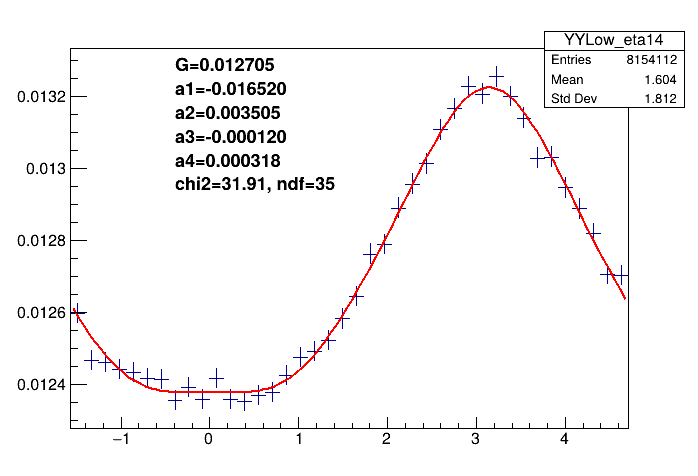 YYLow_eta14
Entries 8154112
Mean 1.604
Std Dev 1.812
G=0.012705
a1=-0.016520
a2=0.003505
a3=-0.000120
a4=0.000318
chi2=31.91, ndf=35
0.0132
0.013
0.0128
0.0126
0.0124
−1 0 1 2 3 4